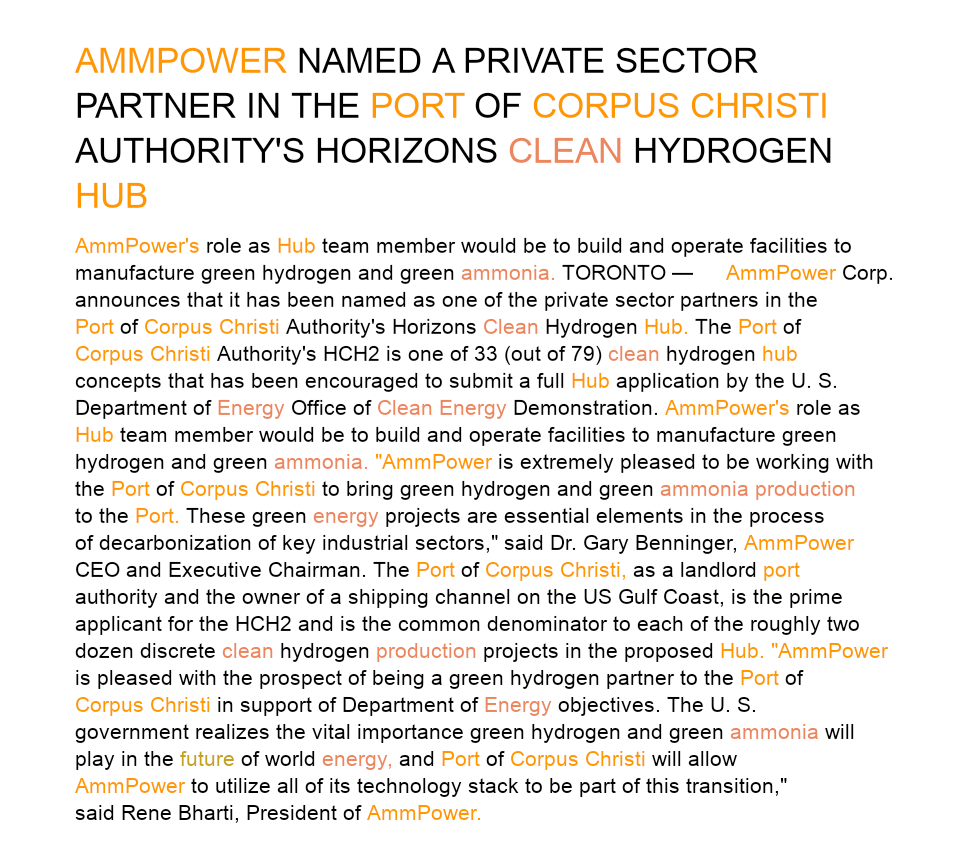 AMMPOWER NAMED A PRIVATE SECTOR
PARTNER IN THE PORT OF CORPUS CHRISTI
AUTHORITY'S HORIZONS CLEAN HYDROGEN
HUB
AmmPower's role as Hub team member would be to build and operate facilities to
manufacture green hydrogen and green ammonia. TORONTO — AmmPower Corp.
announces that it has been named as one of the private sector partners in the
Port of Corpus Christi Authority's Horizons Clean Hydrogen Hub. The Port of
Corpus Christi Authority's HCH2 is one of 33 (out of 79) clean hydrogen hub
concepts that has been encouraged to submit a full Hub application by the U. S.
Department of Energy Office of Clean Energy Demonstration. AmmPower's role as
Hub team member would be to build and operate facilities to manufacture green
hydrogen and green ammonia. "AmmPower is extremely pleased to be working with
the Port of Corpus Christi to bring green hydrogen and green ammonia production
to the Port. These green energy projects are essential elements in the process
of decarbonization of key industrial sectors," said Dr. Gary Benninger, AmmPower
CEO and Executive Chairman. The Port of Corpus Christi, as a landlord port
authority and the owner of a shipping channel on the US Gulf Coast, is the prime
applicant for the HCH2 and is the common denominator to each of the roughly two
dozen discrete clean hydrogen production projects in the proposed Hub. "AmmPower
is pleased with the prospect of being a green hydrogen partner to the Port of
Corpus Christi in support of Department of Energy objectives. The U. S.
government realizes the vital importance green hydrogen and green ammonia will
play in the future of world energy, and Port of Corpus Christi will allow
AmmPower to utilize all of its technology stack to be part of this transition,"
said Rene Bharti, President of AmmPower.